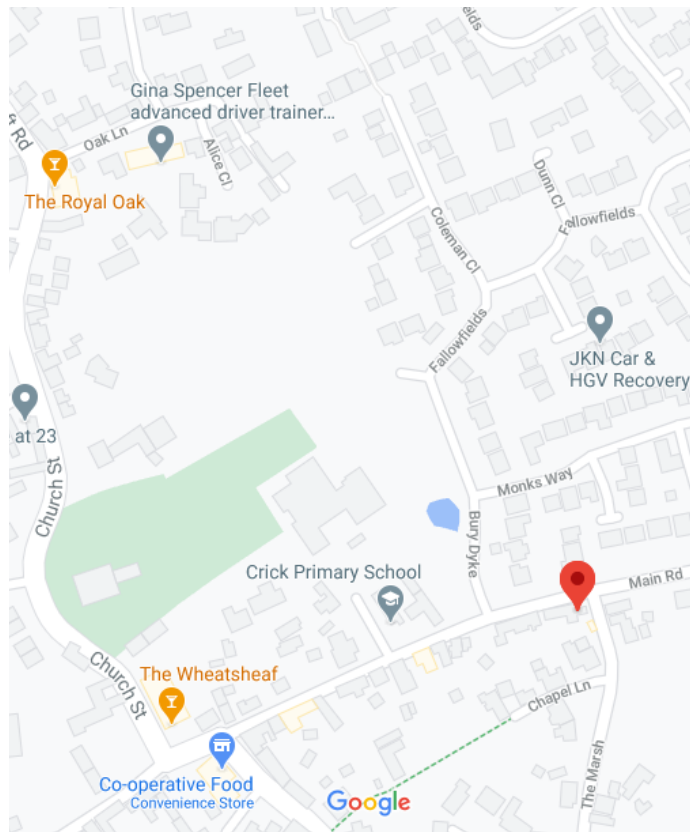 Gina Spencer Fleet
advanced driver trainer...
Oak Ln
ft Rd
Alice Cl
The Royal Oak
Dunn Cl
Fallowfields
Coleman Cl
Fallowfields
JKN Car &
HGV Recovery
at 23
Church St
Monks Way
Bury Dyke
Crick Primary School
Main Rd
Church St
The Wheatsheaf
Chapel Ln
Co-operative Food
Convenience Store
Google
The Marsh